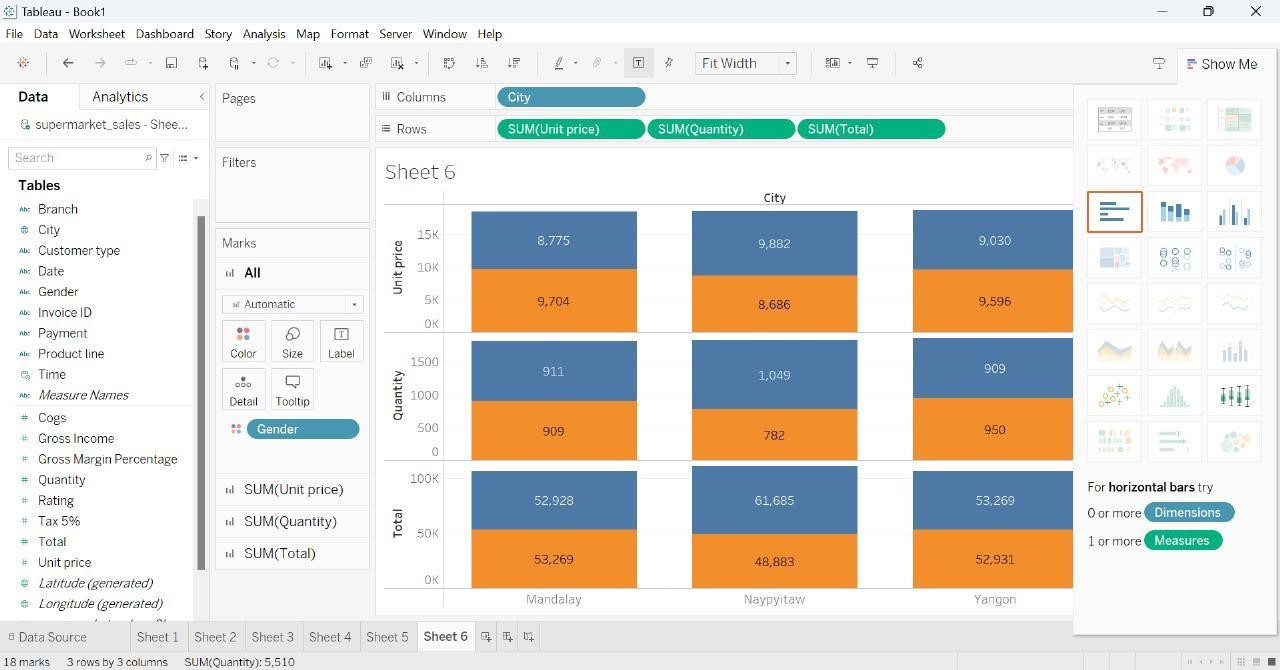 Tableau - Book1
File Data Worksheet Dashboard Story Analysis Map Format Server Window Help
Fit Width
Show Me
Data Analytics
supermarket_sales - Shee...
Search
Tables
Abc Branch
City
Abc Customer type
Abc Date
Abc Gender
Abc Invoice ID
Abc Payment
Abc Product line
Time
Abc Measure Names
# Cogs
# Gross Income
# Gross Margin Percentage
# Quantity
# Rating
# Tax 5%
# Total
# Unit price
Latitude (generated)
Longitude (generated)
Pages
Filters
Marks
All
Automatic
Color Size Label
Detail Tooltip
Gender
SUM(Unit price)
SUM(Quantity)
SUM(Total)
Columns City
Rows SUM(Unit price) SUM(Quantity) SUM(Total)
Sheet 6
City
Unit price
15K
10K
5K
0K
8,775 9,882 9,030
9,704 8,686 9,596
Quantity
1500
1000
500
0
911 1,049 909
909 782 950
Total
100K
50K
0K
52,928 61,685 53,269
53,269 48,883 52,931
Mandalay Naypyitaw Yangon
For horizontal bars try
0 or more Dimensions
1 or more Measures
Data Source Sheet 1 Sheet 2 Sheet 3 Sheet 4 Sheet 5 Sheet 6
18 marks 3 rows by 3 columns SUM(Quantity): 5,510